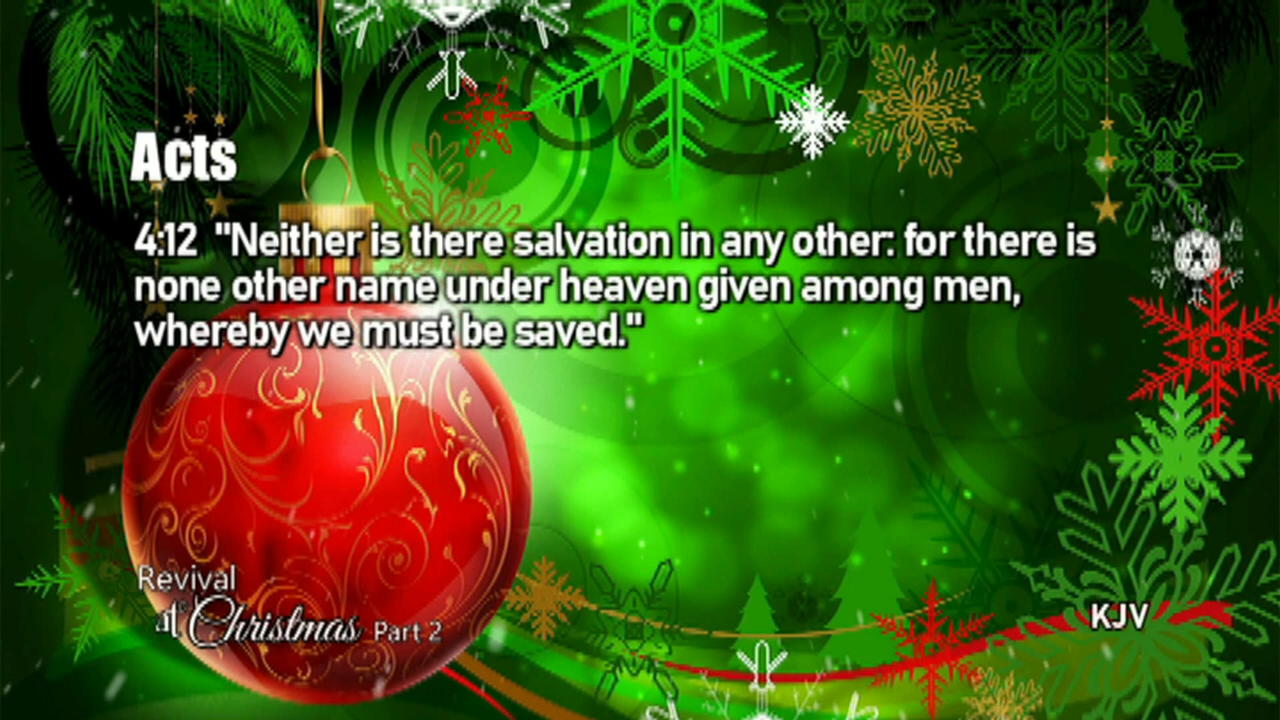 Acts
4:12 "Neither is there salvation in any other: for there is
none other name under heaven given among men,
whereby we must be saved."
Revival
at Christmas Part 2
KJV